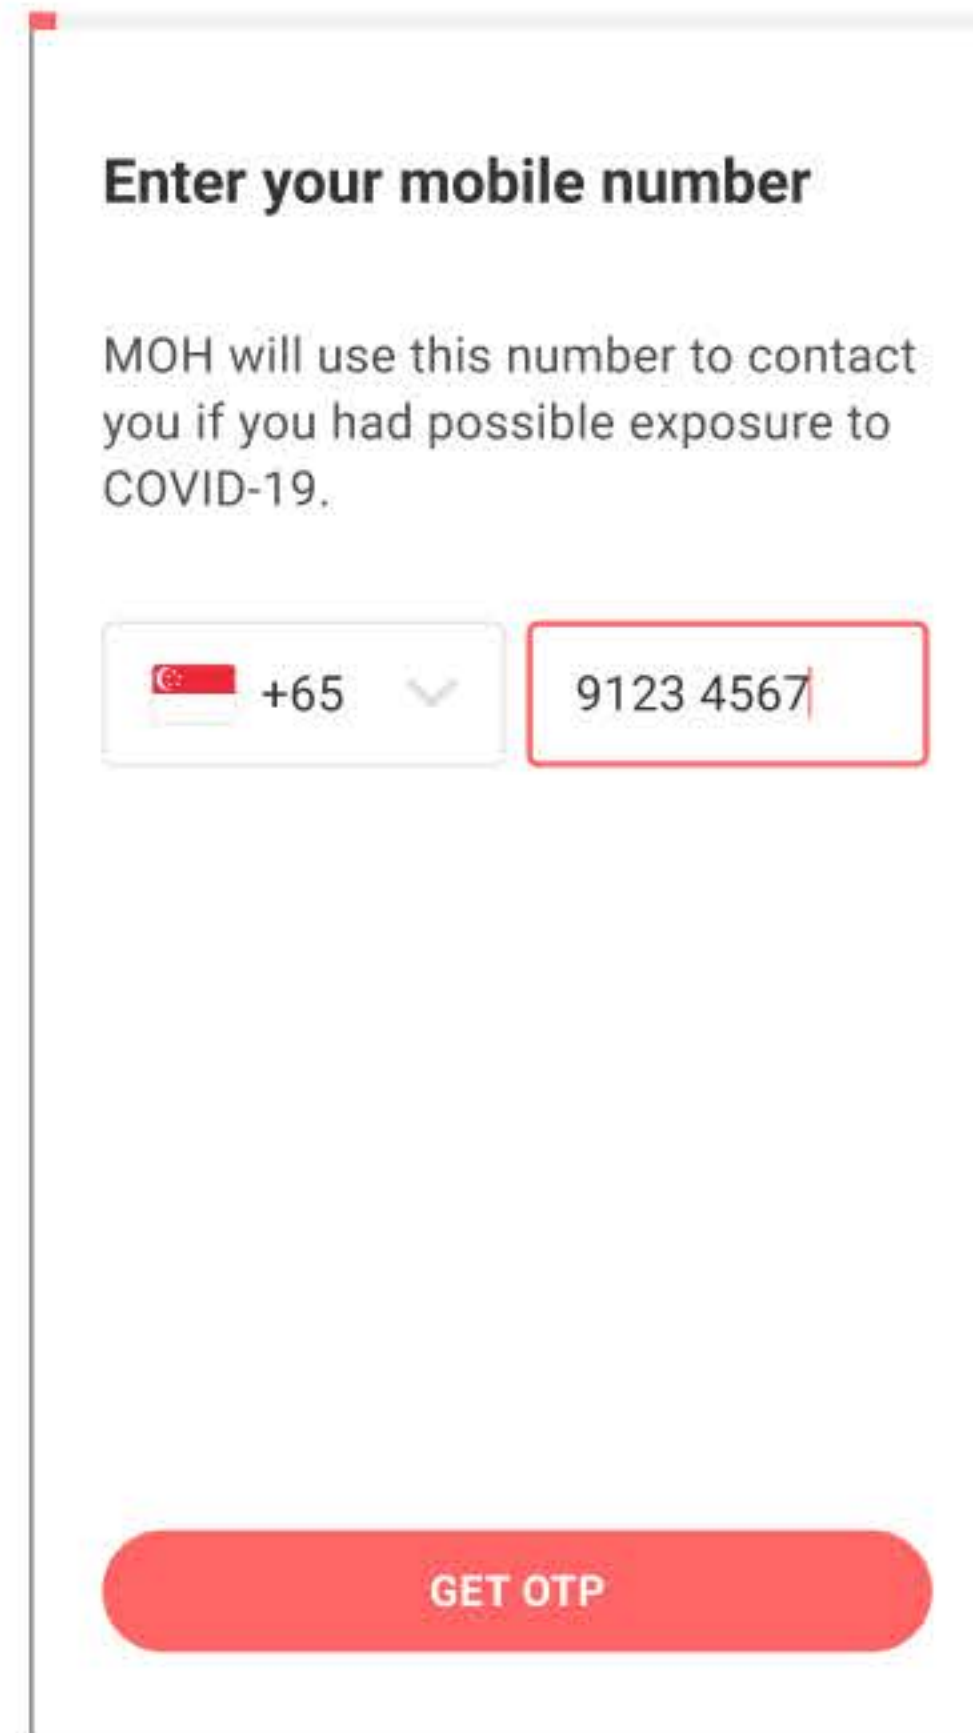 Enter your mobile number
MOH will use this number to contact
you if you had possible exposure to
COVID-19.
+65 9123 4567
GET OTP